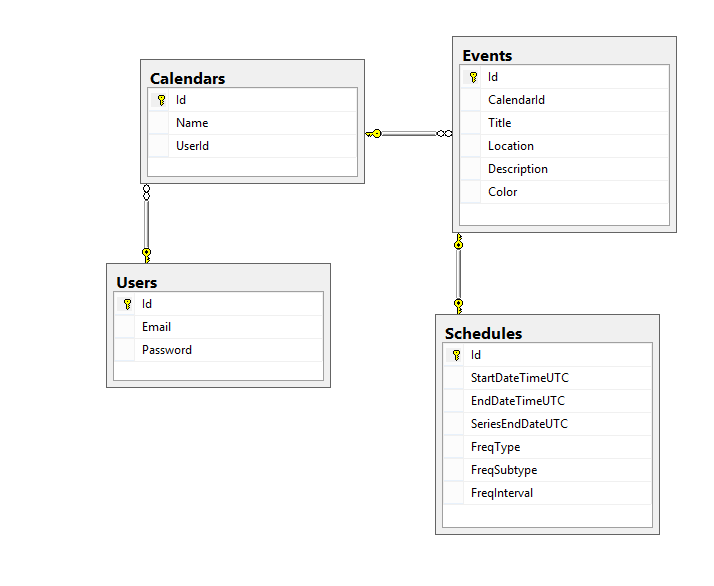 Calendars
Id
Name
UserId
Events
Id
CalendarId
Title
Location
Description
Color
Users
Id
Email
Password
Schedules
Id
StartDateTimeUTC
EndDateTimeUTC
SeriesEndDateUTC
FreqType
FreqSubtype
FreqInterval